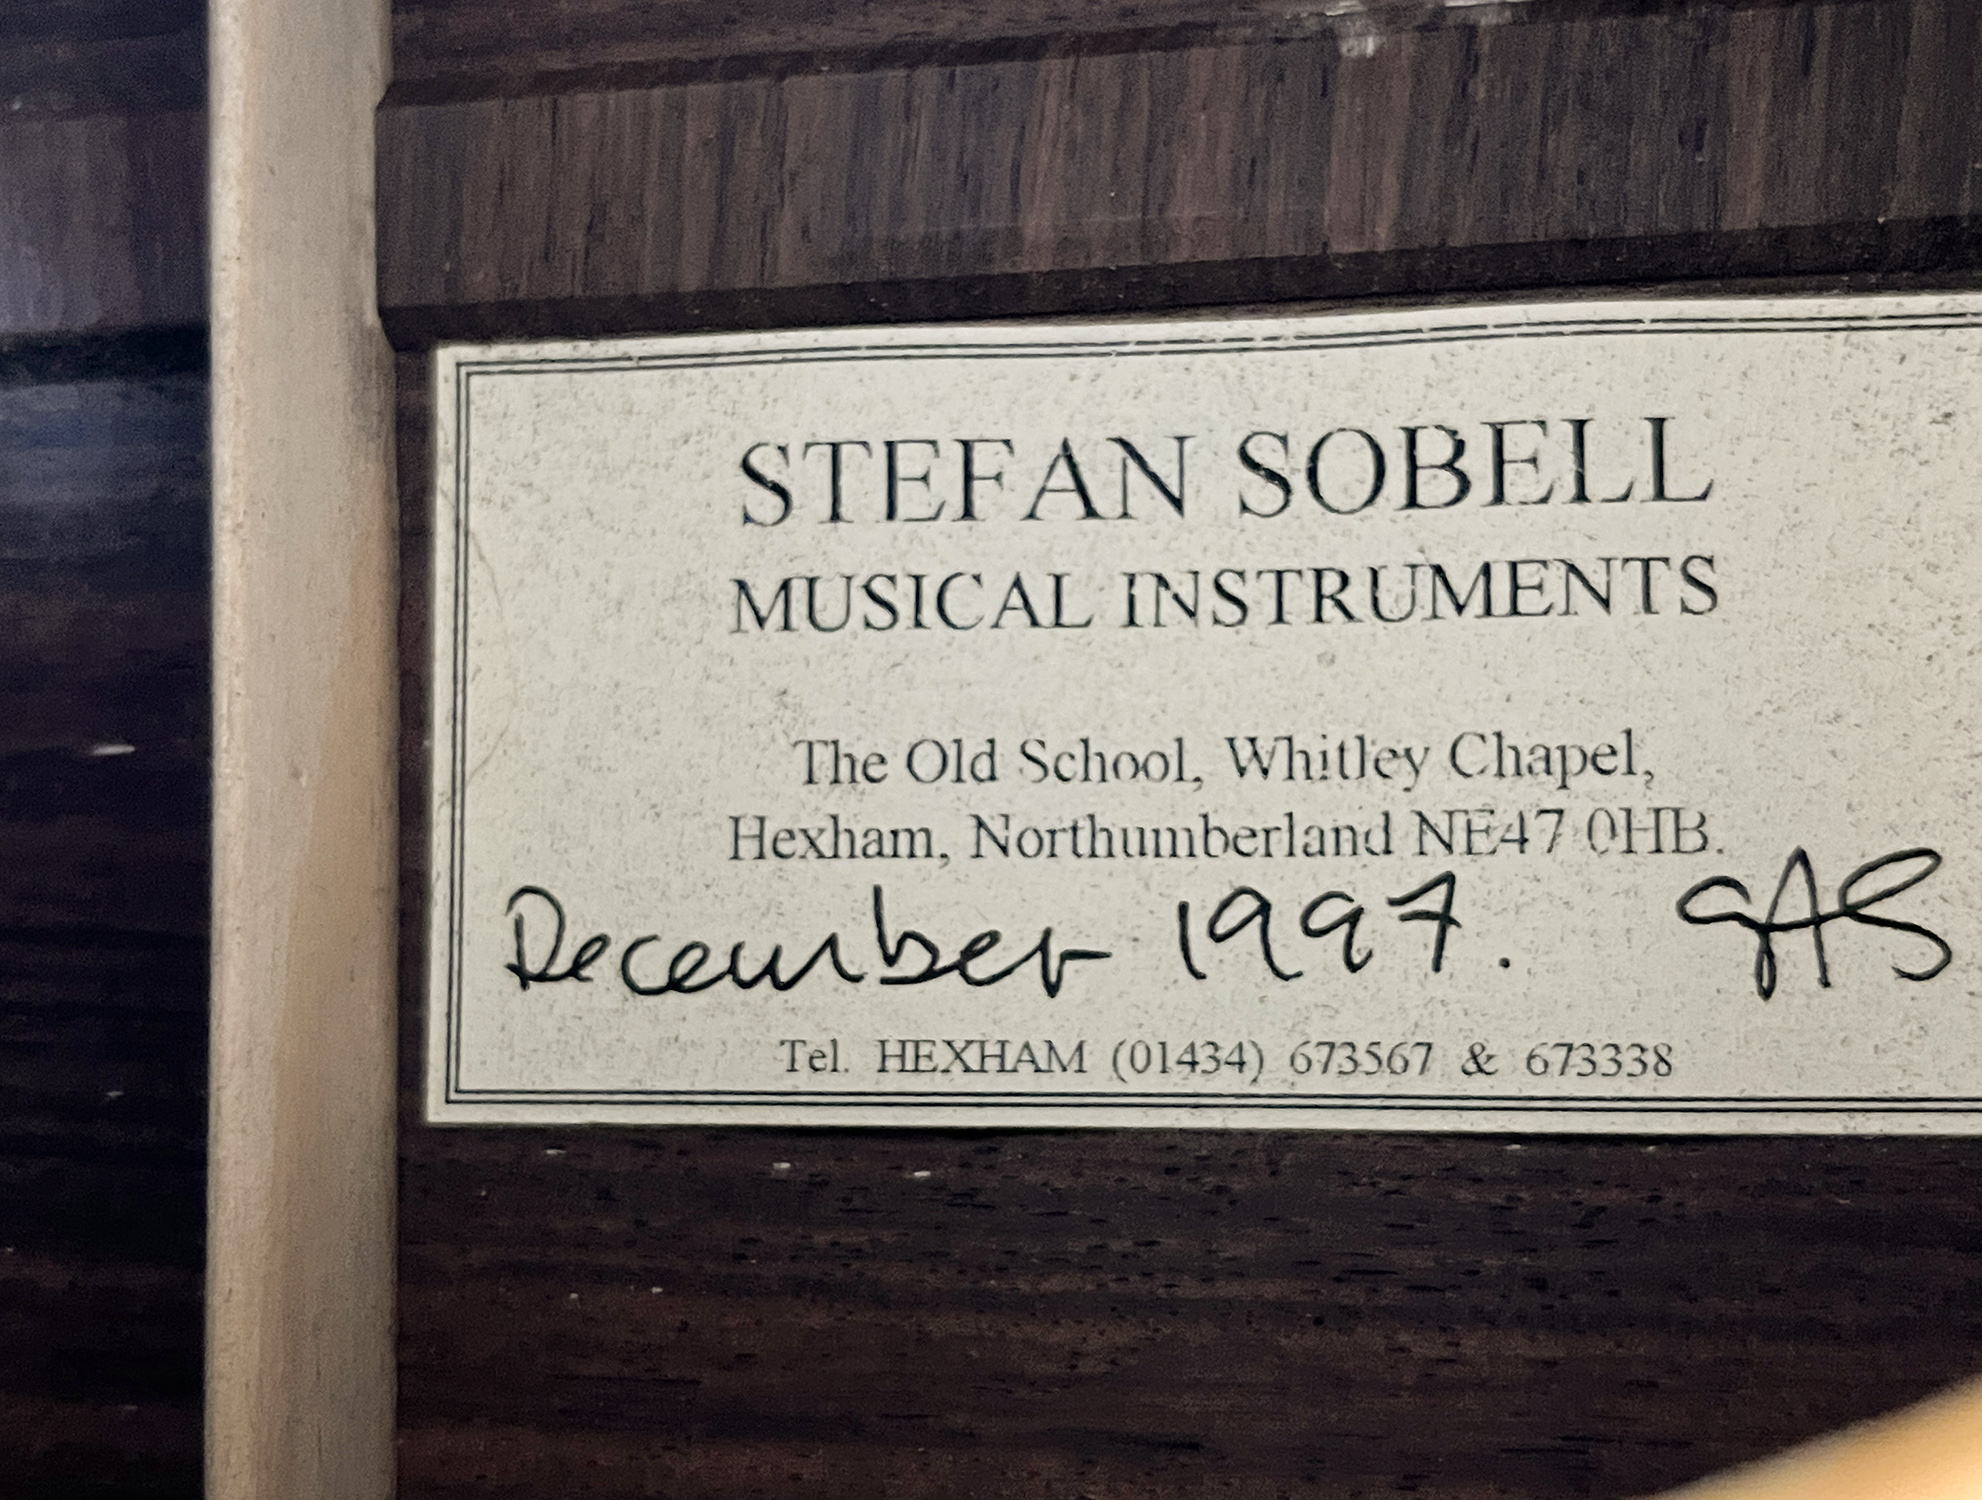 STEFAN SOBELL
MUSICAL INSTRUMENTS
The Old School, Whitley Chapel,
Hexham, Northumberland NE47 0HB.
December 1997. SAS
Tel. HEXHAM (01434) 673567 & 673338